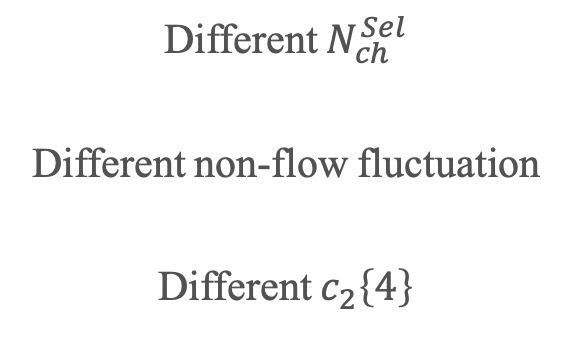 Different $N_{ch}^{Sel}$
Different non-flow fluctuation
Different $c_2\{4\}$